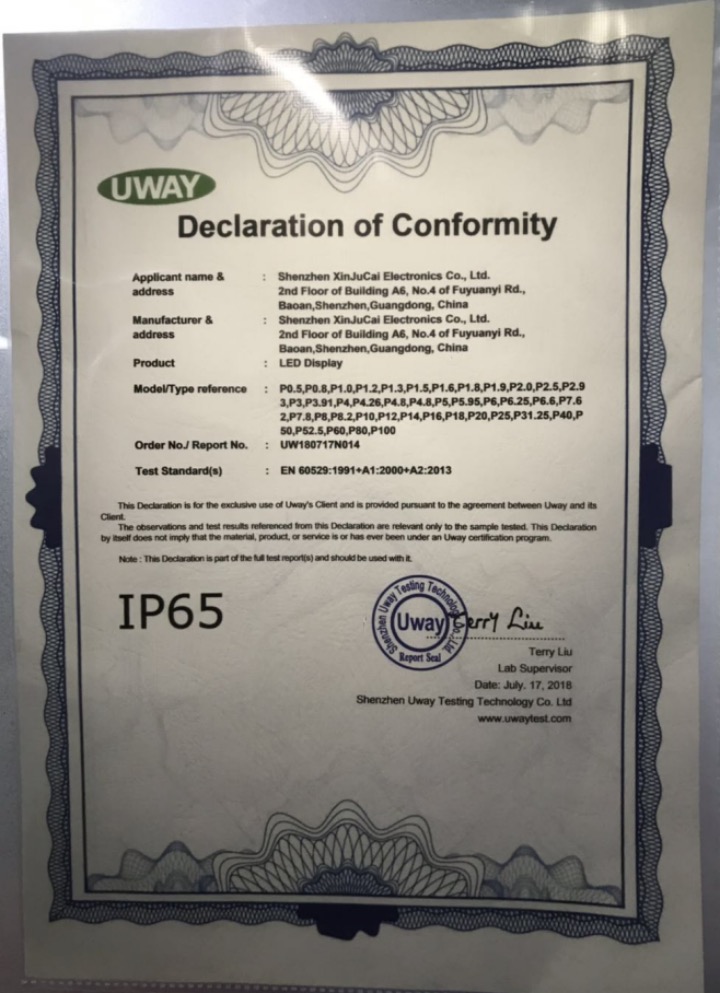 UWAY
Declaration of Conformity
Applicant name & : Shenzhen XinJuCai Electronics Co., Ltd.
address 2nd Floor of Building A6, No.4 of Fuyuanyi Rd.,
Baoan,Shenzhen,Guangdong, China
Manufacturer & : Shenzhen XinJuCai Electronics Co., Ltd.
address 2nd Floor of Building A6, No.4 of Fuyuanyi Rd.,
Baoan,Shenzhen,Guangdong, China
Product : LED Display
Model/Type reference : P0.5,P0.8,P1.0,P1.2,P1.3,P1.5,P1.6,P1.8,P1.9,P2.0,P2.5,P2.9
3,P3,P3.91,P4,P4.26,P4.8,P4.8,P5,P5.95,P6,P6.25,P6.6,P7.6
2,P7.8,P8,P8.2,P10,P12,P14,P16,P18,P20,P25,P31.25,P40,P
50,P52.5,P60,P80,P100
Order No./ Report No. : UW180717N014
Test Standard(s) : EN 60529:1991+A1:2000+A2:2013
This Declaration is for the exclusive use of Uway's Client and is provided pursuant to the agreement between Uway and its
Client.
The observations and test results referenced from this Declaration are relevant only to the sample tested. This Declaration
by itself does not imply that the material, product, or service is or has ever been under an Uway certification program.
Note : This Declaration is part of the full test report(s) and should be used with it.
IP65
Shenzhen Uway Testing Technology Co., Ltd.
Uway
Report Seal
Terry Liu
Terry Liu
Lab Supervisor
Date: July. 17, 2018
Shenzhen Uway Testing Technology Co. Ltd
www.uwaytest.com